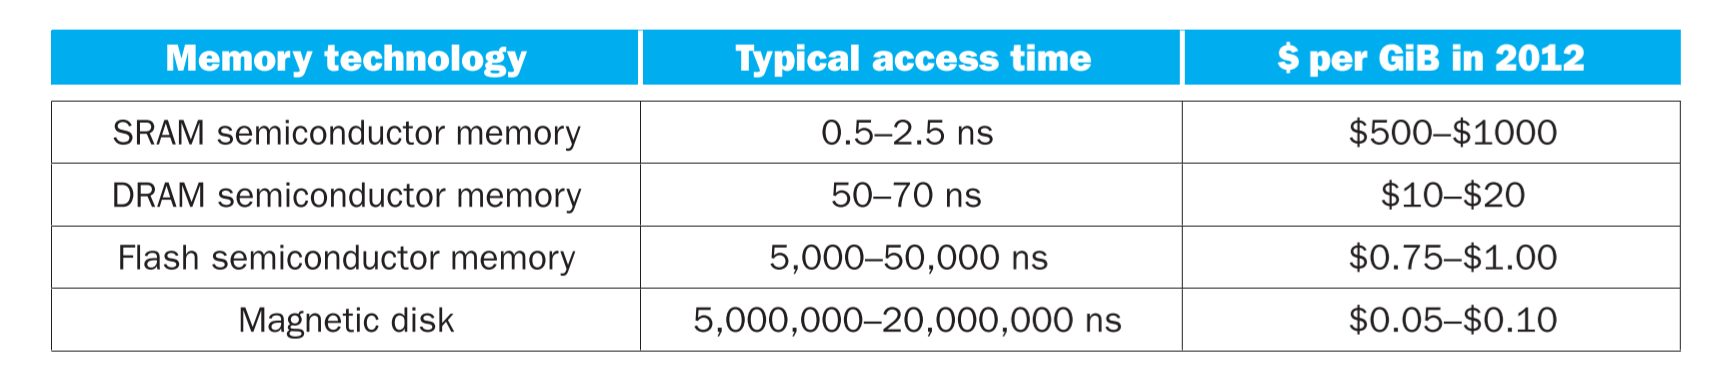 Memory technology Typical access time $ per GiB in 2012
SRAM semiconductor memory 0.5–2.5 ns $500–$1000
DRAM semiconductor memory 50–70 ns $10–$20
Flash semiconductor memory 5,000–50,000 ns $0.75–$1.00
Magnetic disk 5,000,000–20,000,000 ns $0.05–$0.10